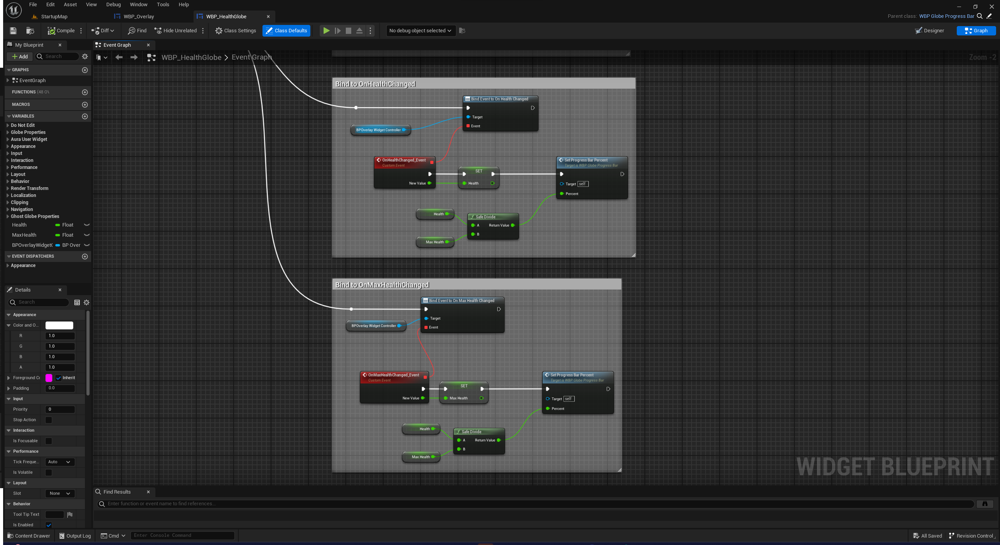 File Edit Asset View Debug Window Tools Help
StartupMap WBP_Overlay WBP_HealthGlobe
Parent class: WBP Globe Progress Bar
Compile Diff Find Hide Unrelated Class Settings Class Defaults No debug object selected Designer Graph
My Blueprint
Add Search
GRAPHS
EventGraph
FUNCTIONS (48 O\
MACROS
VARIABLES
Do Not Edit
Globe Properties
Aura User Widget
Appearance
Input
Interaction
Performance
Layout
Behavior
Render Transform
Localization
Clipping
Navigation
Ghost Globe Properties
Health Float
MaxHealth Float
BPOverlayWidget( BP Over
EVENT DISPATCHERS
Appearance
Details
Search
Appearance
Color and O...
R 1.0
G 1.0
B 1.0
A 1.0
Foreground Co Inherit
Padding 0.0
Input
Priority 0
Stop Action
Interaction
Is Focusable
Performance
Tick Freque... Auto
Is Volatile
Layout
Slot None
Behavior
Tool Tip Text
Is Enabled
Event Graph
WBP_HealthGlobe > Event Graph
Zoom -2
Bind to OnHealthChanged
Bind Event to On Health Changed
Target
Event
BPOverlay Widget Controller
OnHealthChanged_Event
Custom Event
New Value
SET
Health
Set Progress Bar Percent
Target is WBP Globe Progress Bar
Target self
Percent
Health
Max Health
Safe Divide
A Return Value
B
Bind to OnMaxHealthChanged
Bind Event to On Max Health Changed
Target
Event
BPOverlay Widget Controller
OnMaxHealthChanged_Event
Custom Event
New Value
SET
Max Health
Set Progress Bar Percent
Target is WBP Globe Progress Bar
Target self
Percent
Health
Max Health
Safe Divide
A Return Value
B
WIDGET BLUEPRINT
Find Results
Enter function or event name to find references...
Content Drawer Output Log Cmd Enter Console Command All Saved Revision Control